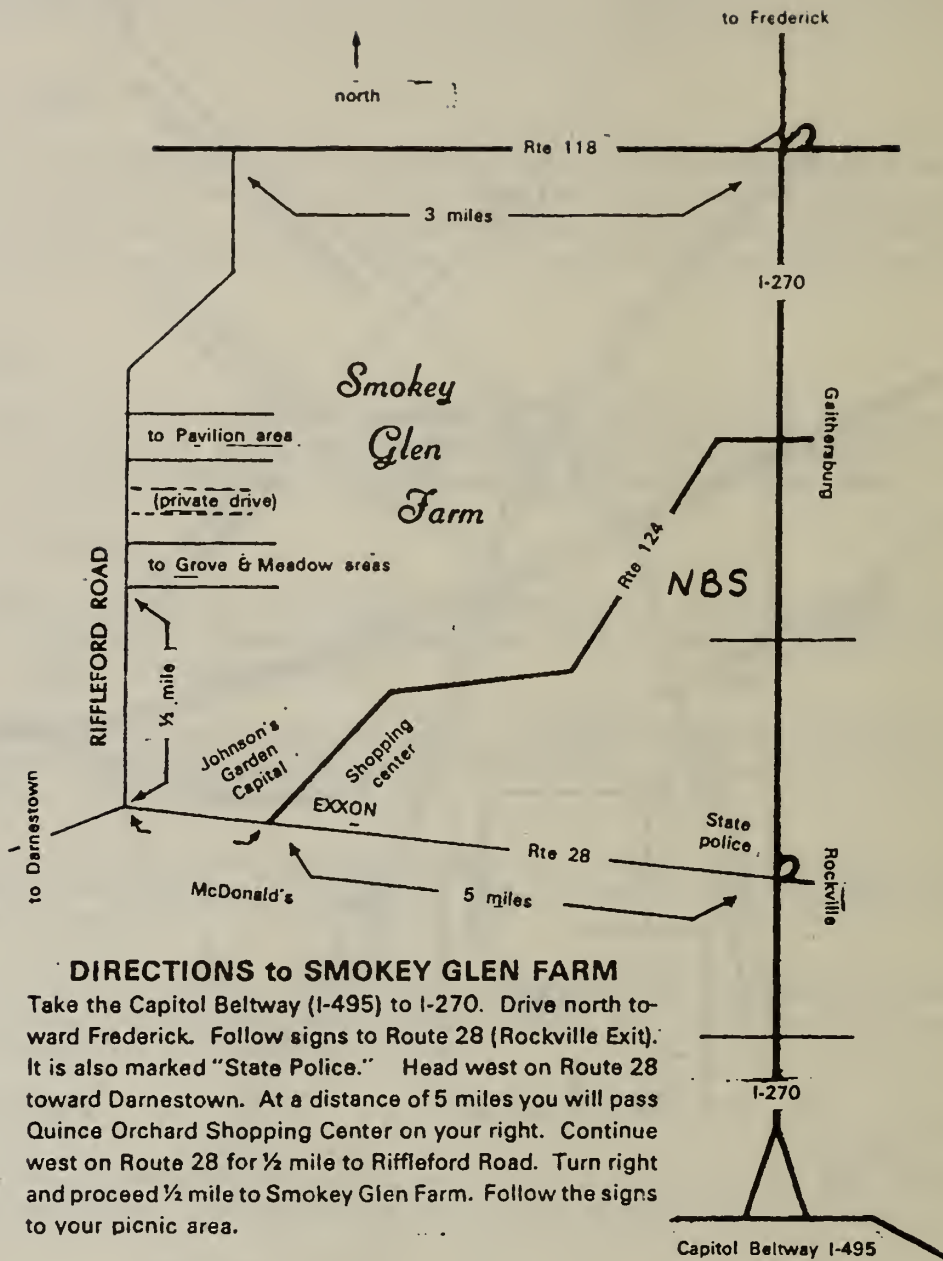 to Frederick
north
Rte 118
3 miles
I-270
Smokey
Glen
Farm
Gaithersburg
to Pavilion area
(private drive)
to Grove & Meadow areas
Rte 124
NBS
RIFFLEFORD ROAD
½ mile
Johnson's
Garden
Capital
Shopping
center
EXXON
to Darnestown
McDonald's
Rte 28
5 miles
State
police
Rockville
DIRECTIONS to SMOKEY GLEN FARM
Take the Capitol Beltway (I-495) to I-270. Drive north to-
ward Frederick. Follow signs to Route 28 (Rockville Exit).
It is also marked "State Police." Head west on Route 28
toward Darnestown. At a distance of 5 miles you will pass
Quince Orchard Shopping Center on your right. Continue
west on Route 28 for ½ mile to Riffleford Road. Turn right
and proceed ½ mile to Smokey Glen Farm. Follow the signs
to your picnic area.
I-270
Capitol Beltway I-495